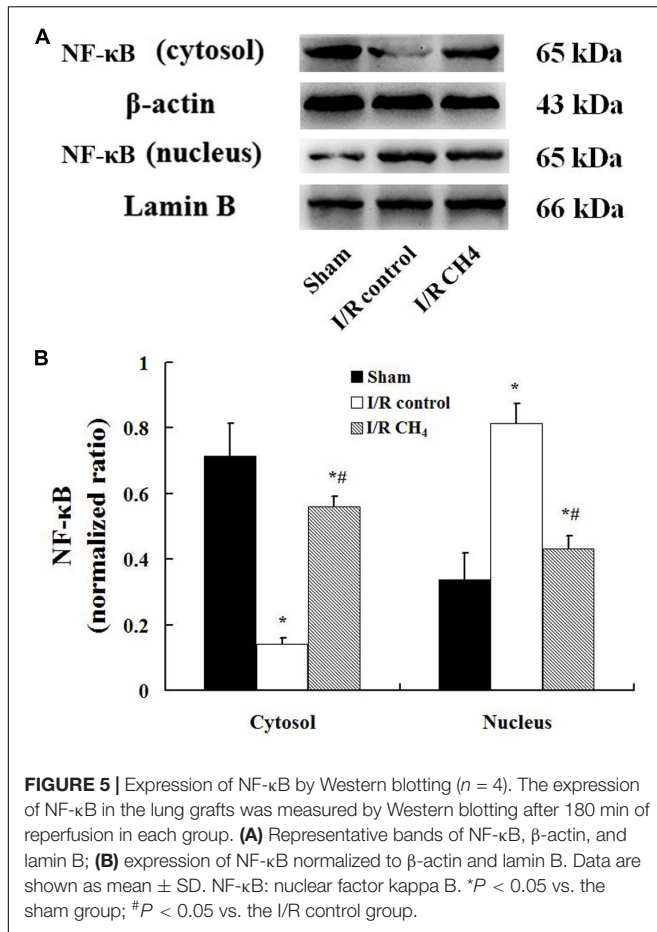 A
NF-κB (cytosol) 65 kDa
β-actin 43 kDa
NF-κB (nucleus) 65 kDa
Lamin B 66 kDa
Sham I/R control I/R CH4
B
1
0.8
0.6
0.4
0.2
0
NF-κB
(normalized ratio)
Sham
I/R control
I/R CH₄
*
*#
*
*#
Cytosol Nucleus
FIGURE 5 | Expression of NF-κB by Western blotting (n = 4). The expression
of NF-κB in the lung grafts was measured by Western blotting after 180 min of
reperfusion in each group. (A) Representative bands of NF-κB, β-actin, and
lamin B; (B) expression of NF-κB normalized to β-actin and lamin B. Data are
shown as mean ± SD. NF-κB: nuclear factor kappa B. *P < 0.05 vs. the
sham group; #P < 0.05 vs. the I/R control group.